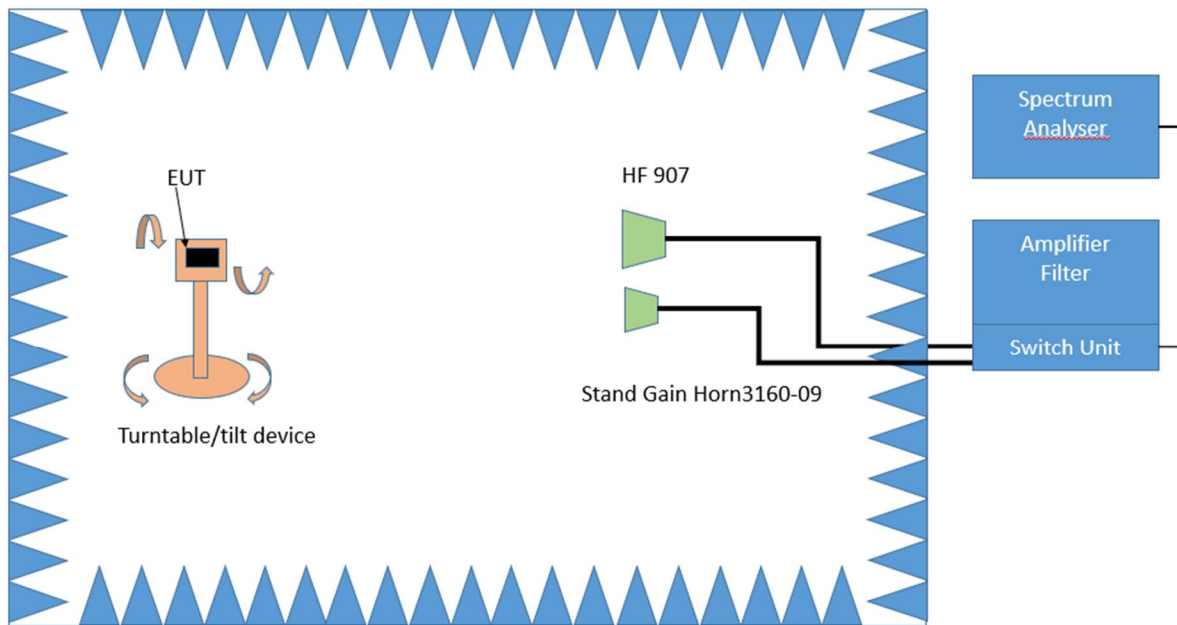 Spectrum
Analyser
EUT
HF 907
Amplifier
Filter
Switch Unit
Stand Gain Horn3160-09
Turntable/tilt device